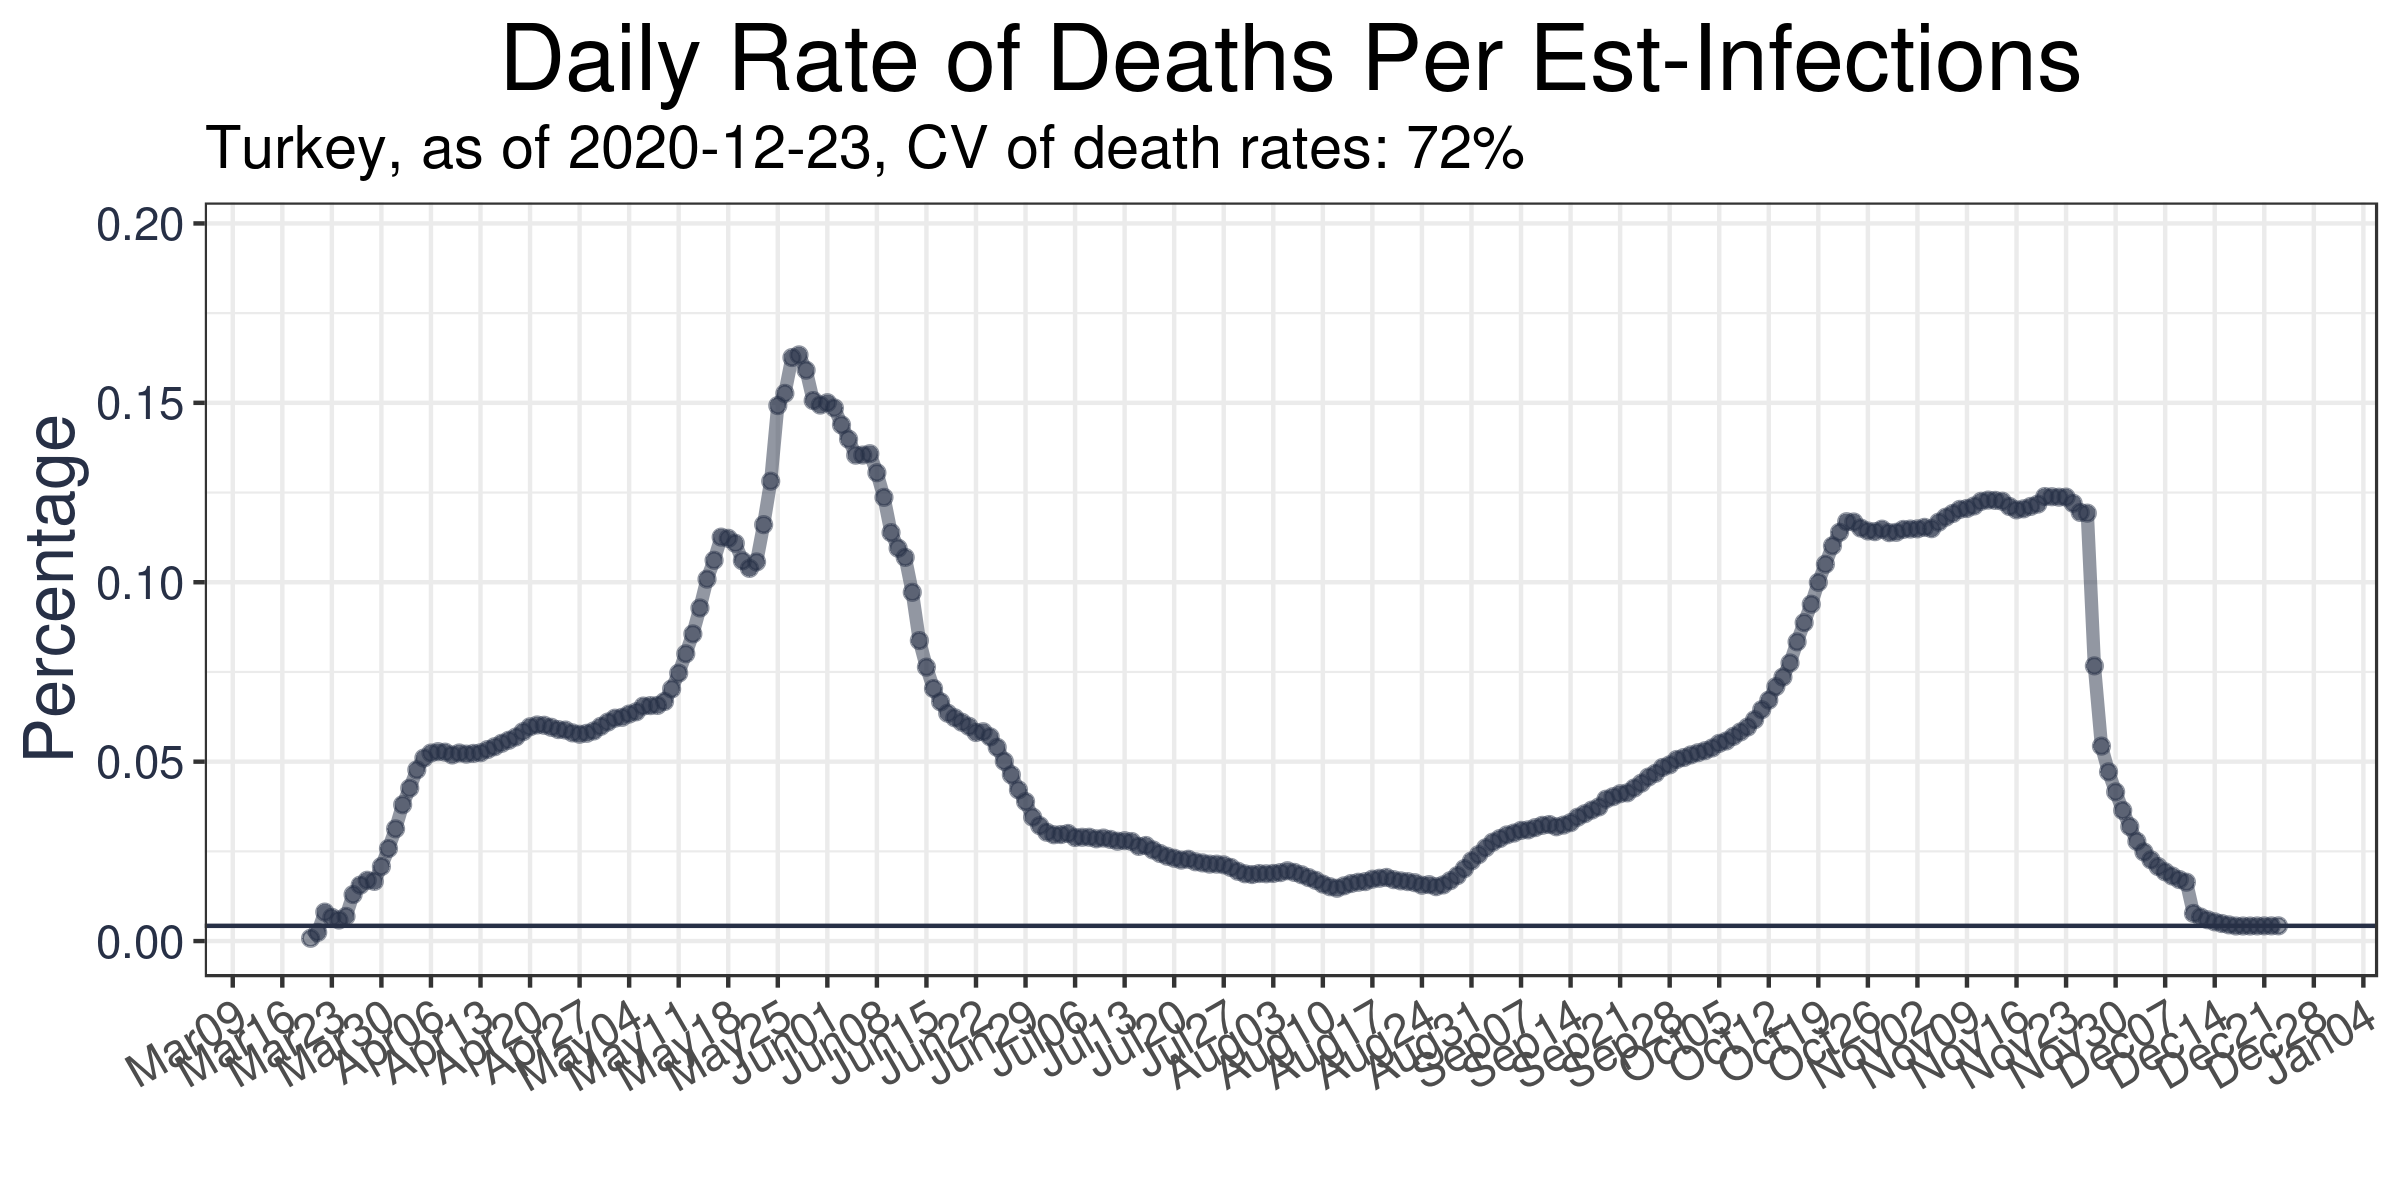 Daily Rate of Deaths Per Est-Infections
Turkey, as of 2020-12-23, CV of death rates: 72%
Percentage
0.20
0.15
0.10
0.05
0.00
Mar09
Mar16
Mar23
Mar30
Apr06
Apr13
Apr20
Apr27
May04
May11
May18
May25
Jun01
Jun08
Jun15
Jun22
Jun29
Jul06
Jul13
Jul20
Jul27
Aug03
Aug10
Aug17
Aug24
Aug31
Sep07
Sep14
Sep21
Sep28
Oct05
Oct12
Oct19
Oct26
Nov02
Nov09
Nov16
Nov23
Nov30
Dec07
Dec14
Dec21
Dec28
Jan04